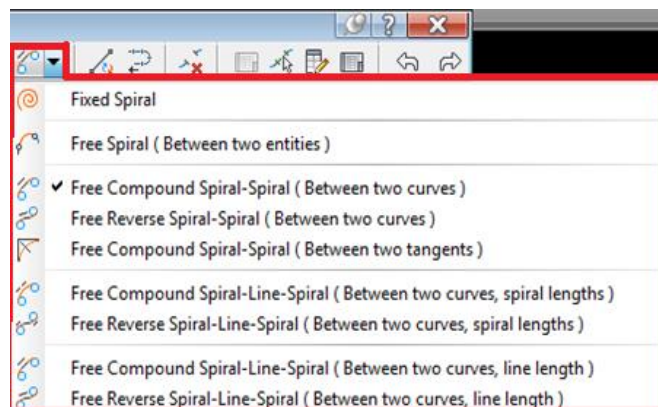 Fixed Spiral
Free Spiral ( Between two entities )
Free Compound Spiral-Spiral ( Between two curves )
Free Reverse Spiral-Spiral ( Between two curves )
Free Compound Spiral-Spiral ( Between two tangents )
Free Compound Spiral-Line-Spiral ( Between two curves, spiral lengths )
Free Reverse Spiral-Line-Spiral ( Between two curves, spiral lengths )
Free Compound Spiral-Line-Spiral ( Between two curves, line length )
Free Reverse Spiral-Line-Spiral ( Between two curves, line length )